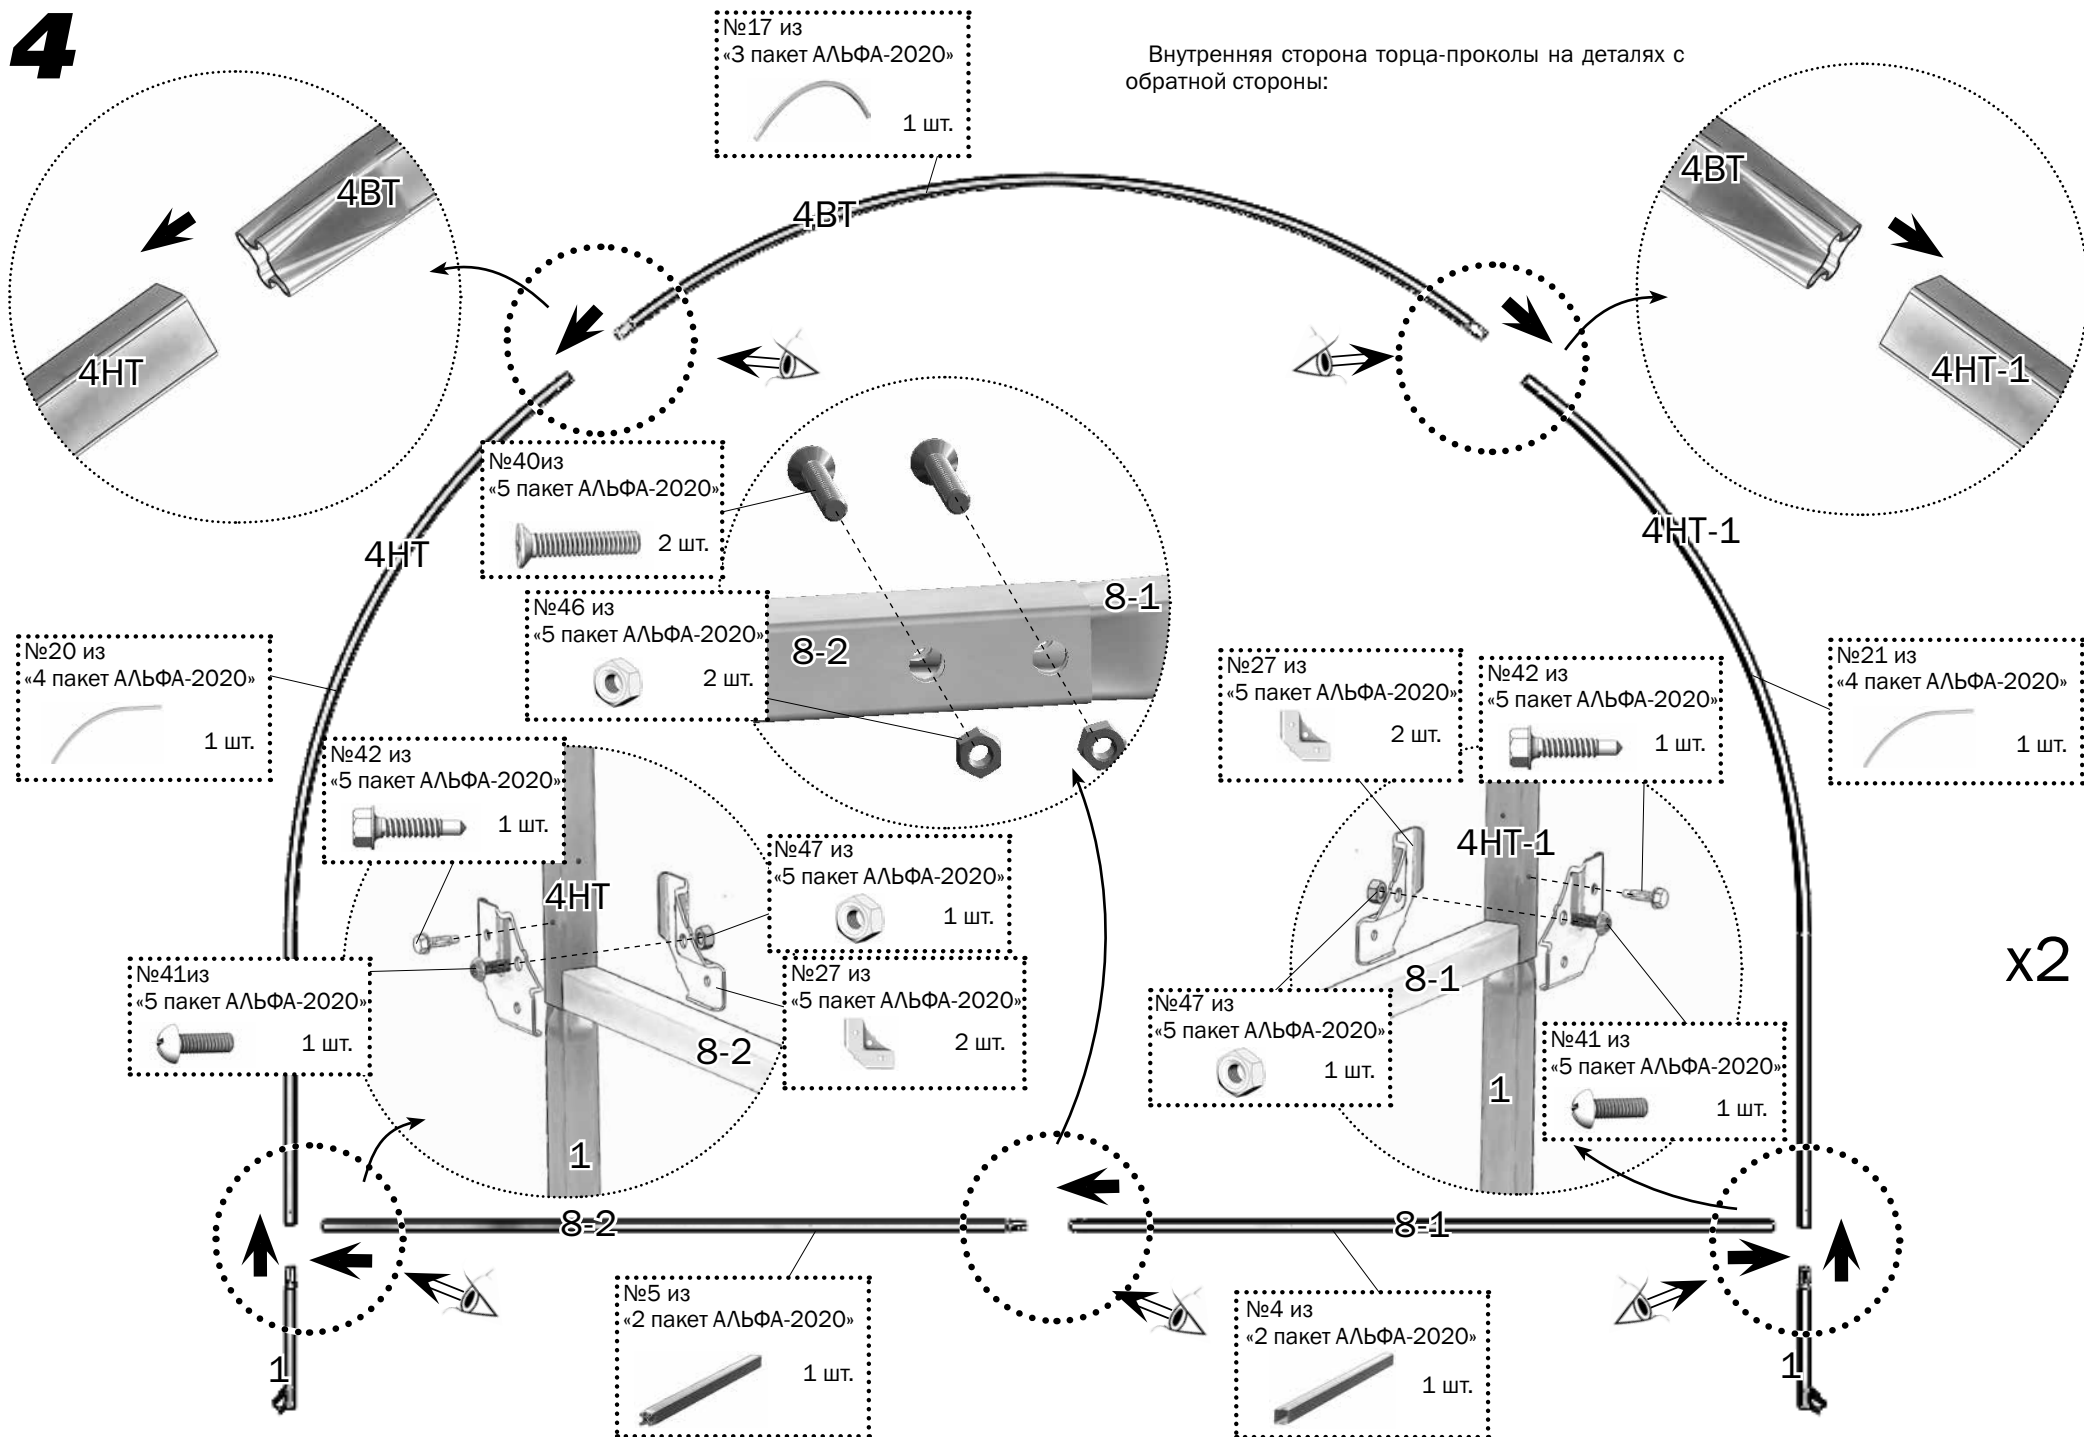 4
№17 из
«3 пакет АЛЬФА-2020»
1 шт.
Внутренняя сторона торца-проколы на деталях с
обратной стороны:
4ВТ
4НТ
4ВТ
4ВТ
4НТ-1
№40из
«5 пакет АЛЬФА-2020»
2 шт.
4НТ
4НТ-1
№46 из
«5 пакет АЛЬФА-2020»
2 шт.
8-2
8-1
№20 из
«4 пакет АЛЬФА-2020»
1 шт.
№42 из
«5 пакет АЛЬФА-2020»
1 шт.
№27 из
«5 пакет АЛЬФА-2020»
2 шт.
№42 из
«5 пакет АЛЬФА-2020»
1 шт.
№21 из
«4 пакет АЛЬФА-2020»
1 шт.
4НТ
№47 из
«5 пакет АЛЬФА-2020»
1 шт.
4НТ-1
№41из
«5 пакет АЛЬФА-2020»
1 шт.
№27 из
«5 пакет АЛЬФА-2020»
2 шт.
8-2
1
8-1
№47 из
«5 пакет АЛЬФА-2020»
1 шт.
1
№41 из
«5 пакет АЛЬФА-2020»
1 шт.
x2
8-2
8-1
№5 из
«2 пакет АЛЬФА-2020»
1 шт.
№4 из
«2 пакет АЛЬФА-2020»
1 шт.
1
1